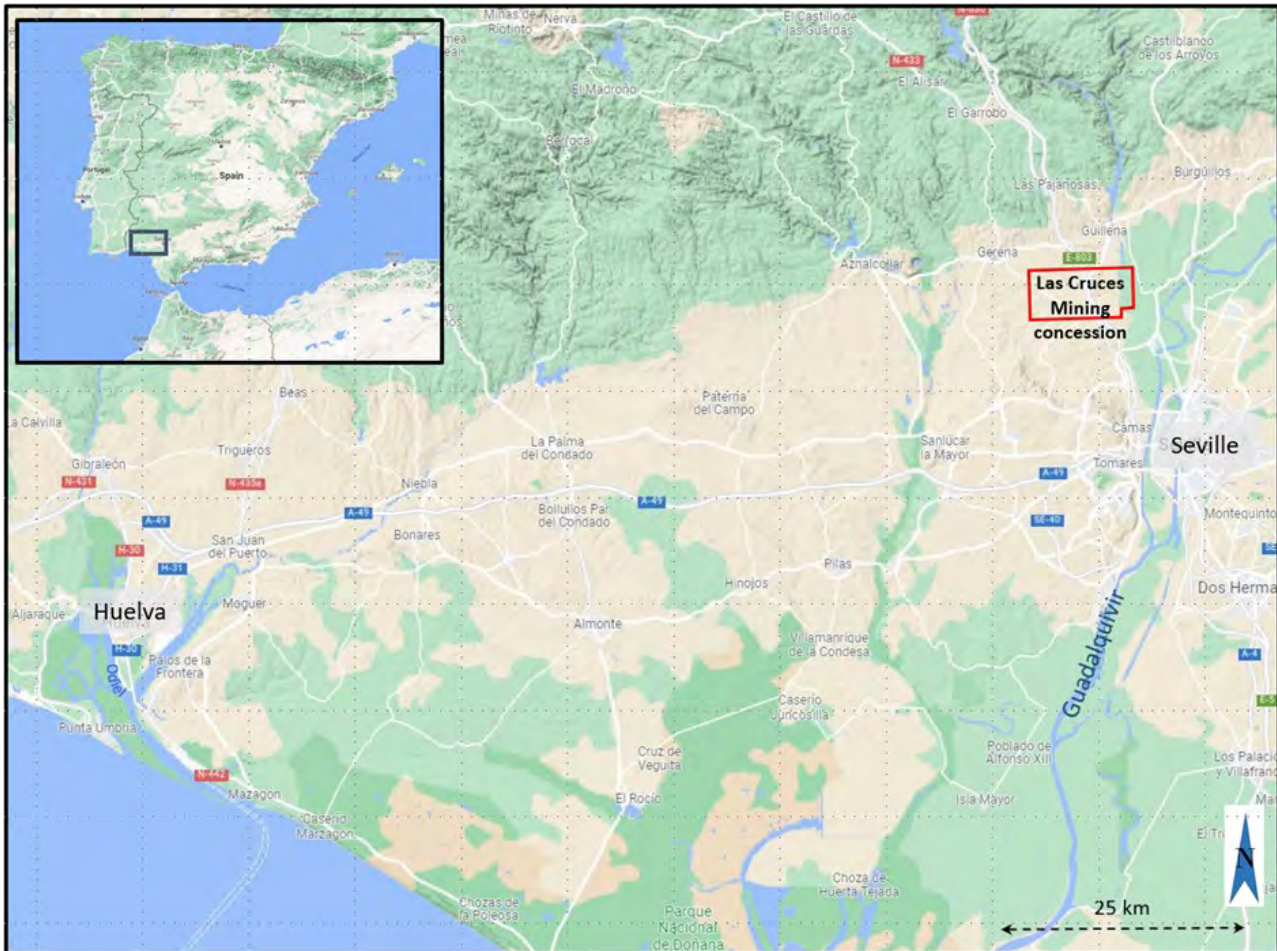 Minas de
Riotinto
Nerva
El Castillo de
las Guardas
N-433
El Alisar
Castilblanco
de los Arroyos
El Madroño
El Garrobo
Berrocal
Las Pajanosas
Burguillos
Guillena
Gerena
E-803
Aznalcóllar
Las Cruces
Mining
concession
Portugal
Spain
Beas
La Calvilla
Paterna
del Campo
Trigueros
La Palma
del Condado
Sanlúcar
la Mayor
Camas
Seville
Gibraleón
Tomares
N-431
N-435a
Niebla
A-49
A-49
A-49
A-49
Bollullos Par
del Condado
SE-40
Montequinto
H-30
San Juan
del Puerto
Bonares
H-31
Hinojos
Pilas
Dos Herma
Aljaraque
Huelva
Moguer
Almonte
Villamanrique
de la Condesa
H-30
Palos de la
Frontera
A-4
Odiel
Guadalquivir
Punta Umbría
Caserío
Juncosilla
Cruz de
Veguita
Poblado de
Alfonso XIII
Los Palacio
y Villafranc
N-442
Mazagón
El Rocío
Isla Mayor
Caserío
Marzagón
N
Choza de
Huerta Tejada
Chozas de
la Poleosa
Parque
Nacional
de Doñana
25 km